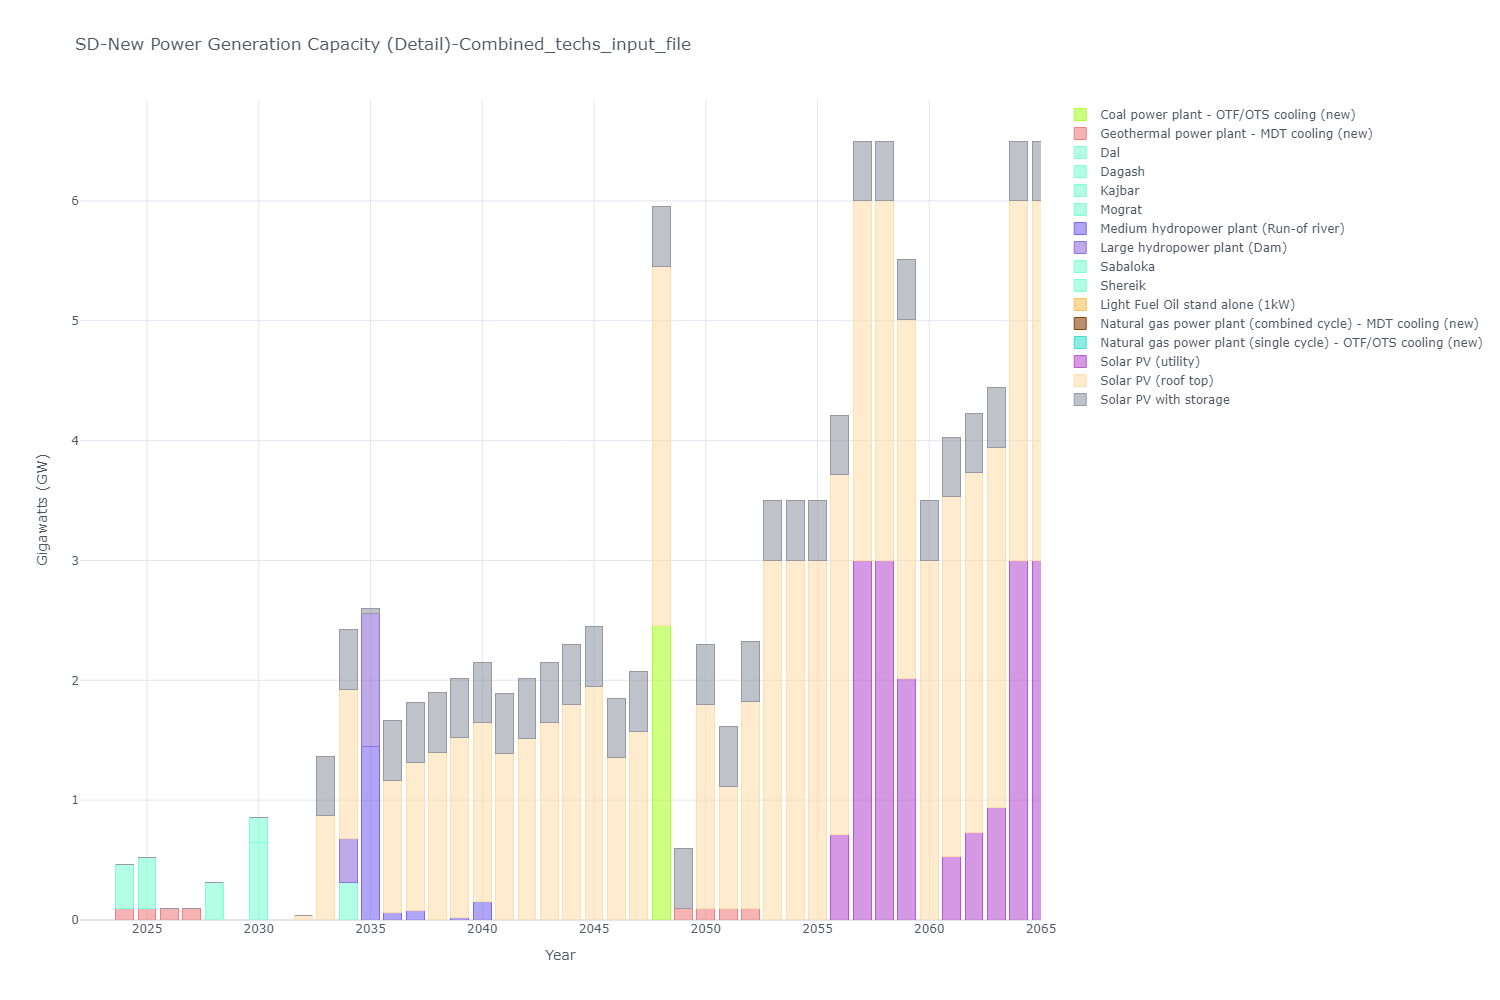 SD-New Power Generation Capacity (Detail)-Combined_techs_input_file
Coal power plant - OTF/OTS cooling (new)
Geothermal power plant - MDT cooling (new)
Dal
Dagash
Kajbar
Mograt
Medium hydropower plant (Run-of river)
Large hydropower plant (Dam)
Sabaloka
Shereik
Light Fuel Oil stand alone (1kW)
Natural gas power plant (combined cycle) - MDT cooling (new)
Natural gas power plant (single cycle) - OTF/OTS cooling (new)
Solar PV (utility)
Solar PV (roof top)
Solar PV with storage
6
5
4
3
2
1
0
Gigawatts (GW)
2025 2030 2035 2040 2045 2050 2055 2060 2065
Year